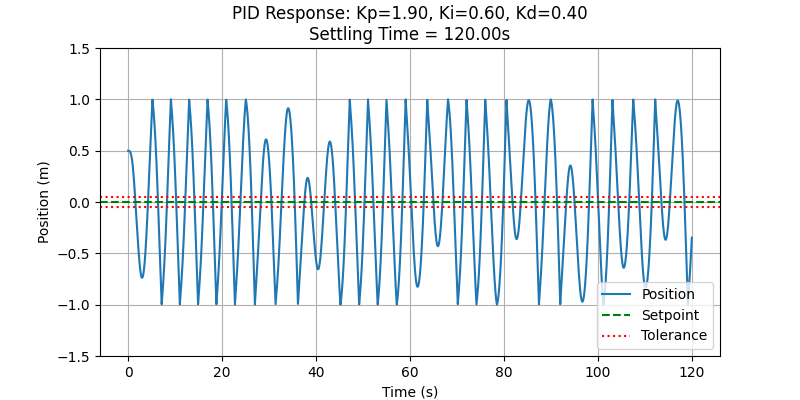 PID Response: Kp=1.90, Ki=0.60, Kd=0.40
Settling Time = 120.00s
1.5
1.0
0.5
0.0
−0.5
−1.0
−1.5
Position (m)
0
20
40
60
80
100
120
Time (s)
Position
Setpoint
Tolerance